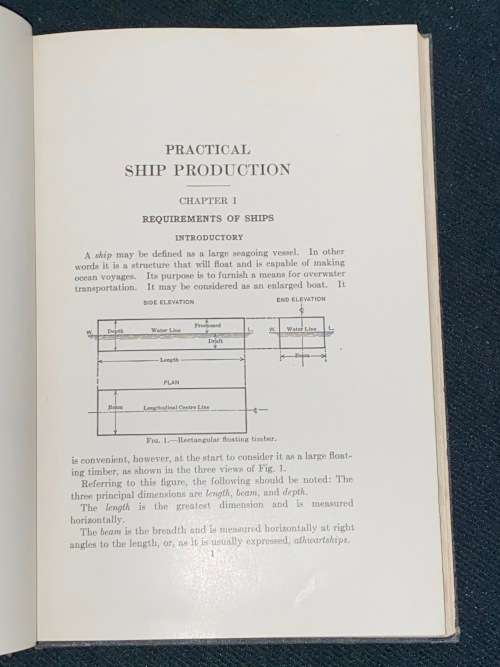 PRACTICAL
SHIP PRODUCTION
CHAPTER I
REQUIREMENTS OF SHIPS
INTRODUCTORY
A ship may be defined as a large seagoing vessel. In other
words it is a structure that will float and is capable of making
ocean voyages. Its purpose is to furnish a means for overwater
transportation. It may be considered as an enlarged boat. It
SIDE ELEVATION
END ELEVATION
W. Depth Water Line Freeboard L.
W. Water Line L.
Draft
Length
Beam
PLAN
Beam Longitudinal Centre Line
FIG. 1.—Rectangular floating timber.
is convenient, however, at the start to consider it as a large float-
ing timber, as shown in the three views of Fig. 1.
Referring to this figure, the following should be noted: The
three principal dimensions are length, beam, and depth.
The length is the greatest dimension and is measured
horizontally.
The beam is the breadth and is measured horizontally at right
angles to the length, or, as it is usually expressed, athwartships.
1